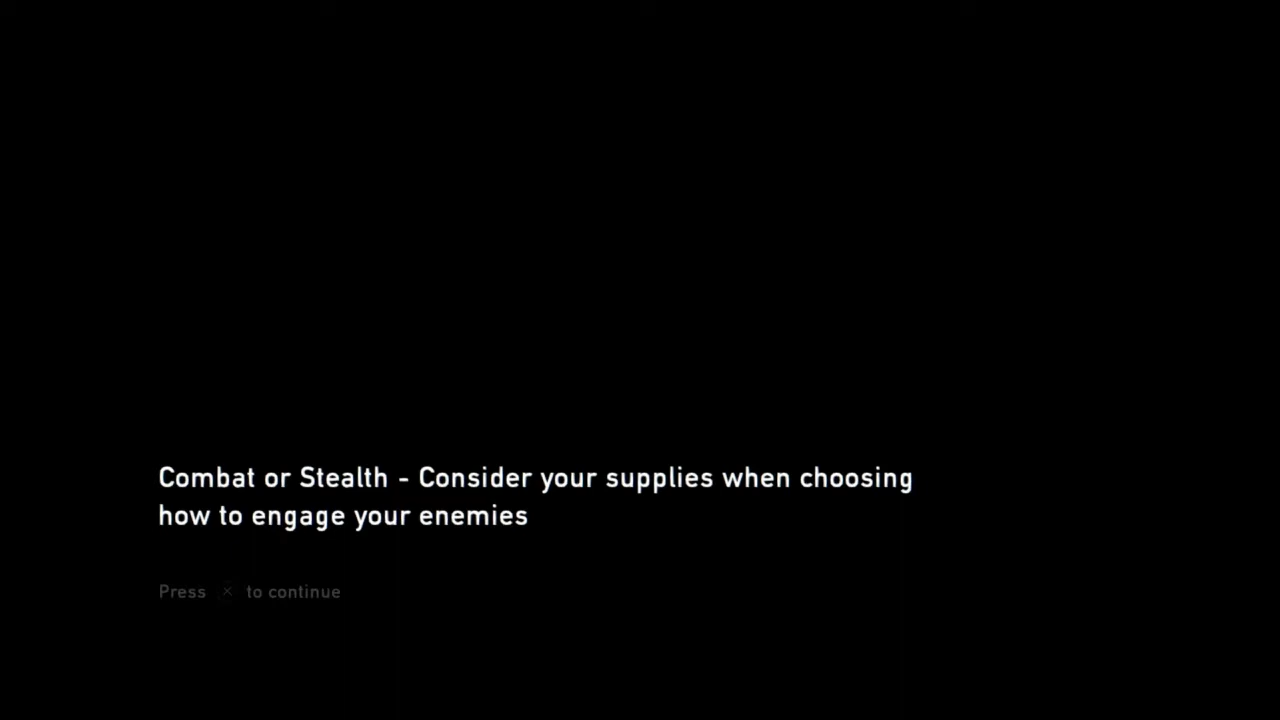 Combat or Stealth - Consider your supplies when choosing
how to engage your enemies
Press × to continue